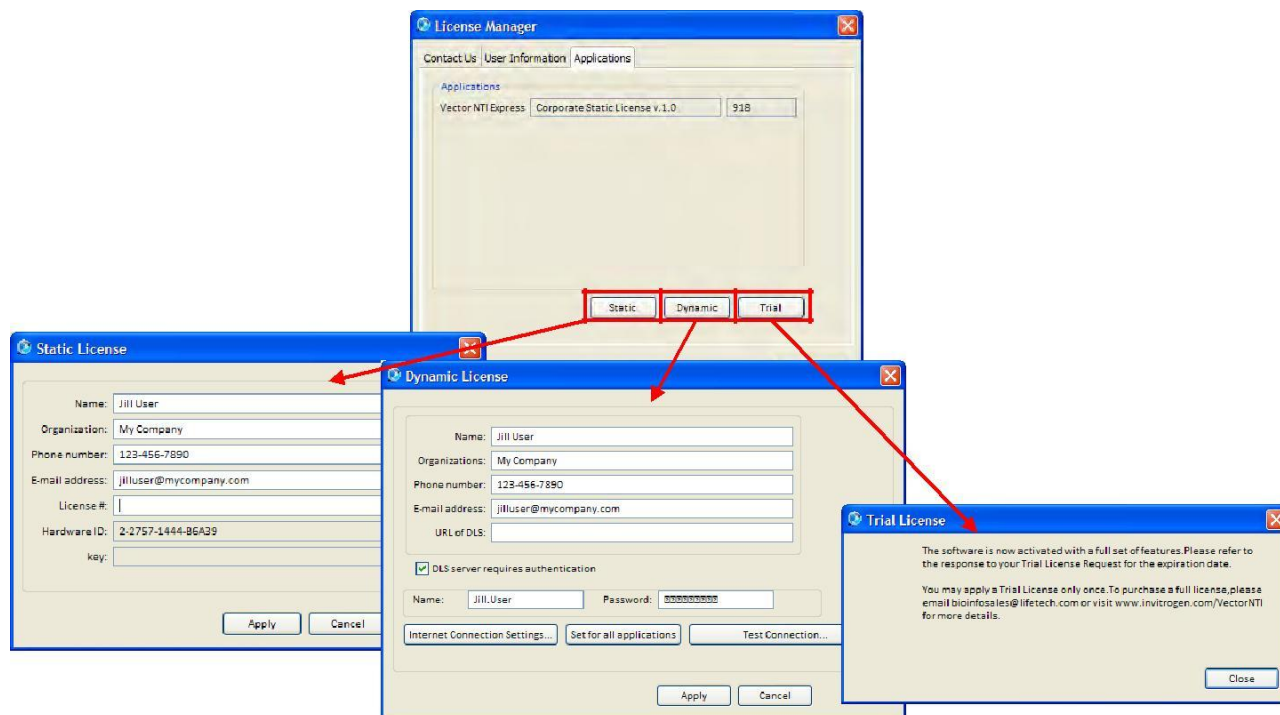 License Manager
Contact Us User Information Applications
Applications
Vector NTI Express Corporate Static License v.1.0 918
Static Dynamic Trial
Static License
Name: Jill User
Organization: My Company
Phone number: 123-456-7890
E-mail address: jilluser@mycompany.com
License #:
Hardware ID: 2-2757-1444-B6A39
key:
Apply Cancel
Dynamic License
Name: Jill User
Organizations: My Company
Phone number: 123-456-7890
E-mail address: jilluser@mycompany.com
URL of DLS:
DLS server requires authentication
Name: Jill.User Password:
Internet Connection Settings... Set for all applications Test Connection...
Apply Cancel
Trial License
The software is now activated with a full set of features.Please refer to
the response to your Trial License Request for the expiration date.
You may apply a Trial License only once.To purchase a full license,please
email bioinfosales@lifetech.com or visit www.invitrogen.com/VectorNTI
for more details.
Close